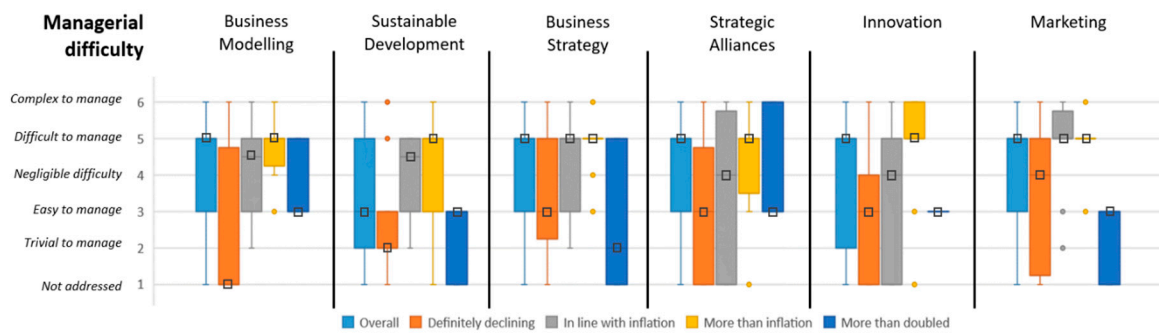 Managerial
difficulty
Business
Modelling
Sustainable
Development
Business
Strategy
Strategic
Alliances
Innovation
Marketing
Complex to manage 6
Difficult to manage 5
Negligible difficulty 4
Easy to manage 3
Trivial to manage 2
Not addressed 1
Overall Definitely declining In line with inflation More than inflation More than doubled